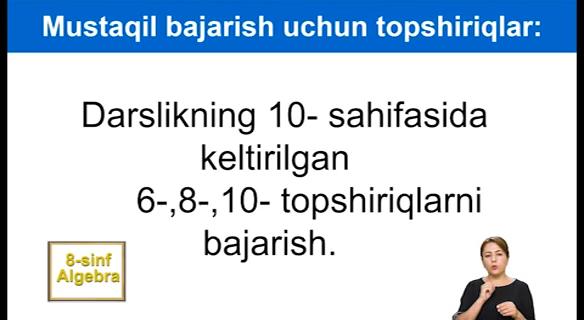 Mustaqil bajarish uchun topshiriqlar:
Darslikning 10- sahifasida
keltirilgan
6-,8-,10- topshiriqlarni
bajarish.
8-sinf
Algebra